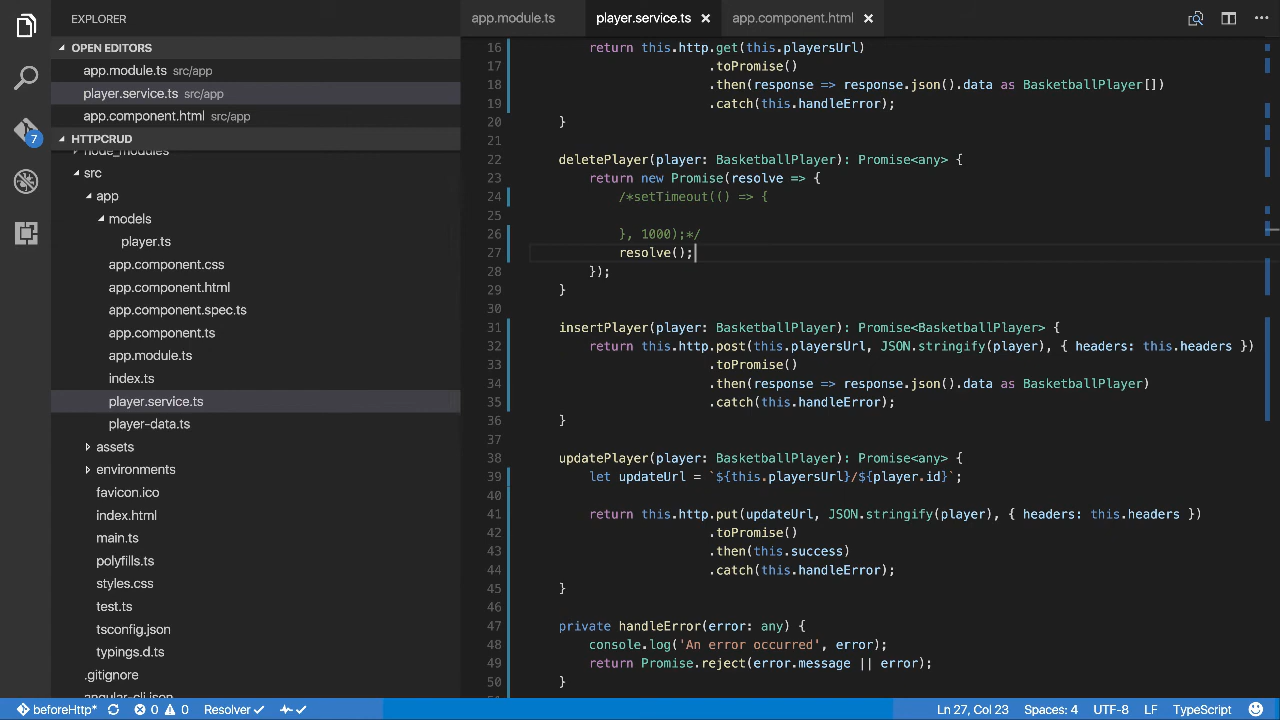 EXPLORER
OPEN EDITORS
app.module.ts src/app
player.service.ts src/app
app.component.html src/app
7
HTTPCRUD
node_modules
src
app
models
player.ts
app.component.css
app.component.html
app.component.spec.ts
app.component.ts
app.module.ts
index.ts
player.service.ts
player-data.ts
assets
environments
favicon.ico
index.html
main.ts
polyfills.ts
styles.css
test.ts
tsconfig.json
typings.d.ts
.gitignore
angular-cli.json
app.module.ts player.service.ts app.component.html
16 return this.http.get(this.playersUrl)
17 .toPromise()
18 .then(response => response.json().data as BasketballPlayer[])
19 .catch(this.handleError);
20 }
21
22 deletePlayer(player: BasketballPlayer): Promise<any> {
23 return new Promise(resolve => {
24 /*setTimeout(() => {
25
26 }, 1000);*/
27 resolve();
28 });
29 }
30
31 insertPlayer(player: BasketballPlayer): Promise<BasketballPlayer> {
32 return this.http.post(this.playersUrl, JSON.stringify(player), { headers: this.headers })
33 .toPromise()
34 .then(response => response.json().data as BasketballPlayer)
35 .catch(this.handleError);
36 }
37
38 updatePlayer(player: BasketballPlayer): Promise<any> {
39 let updateUrl = `${this.playersUrl}/${player.id}`;
40
41 return this.http.put(updateUrl, JSON.stringify(player), { headers: this.headers })
42 .toPromise()
43 .then(this.success)
44 .catch(this.handleError);
45 }
46
47 private handleError(error: any) {
48 console.log('An error occurred', error);
49 return Promise.reject(error.message || error);
50 }
beforeHttp* 0 0 Resolver Ln 27, Col 23 Spaces: 4 UTF-8 LF TypeScript